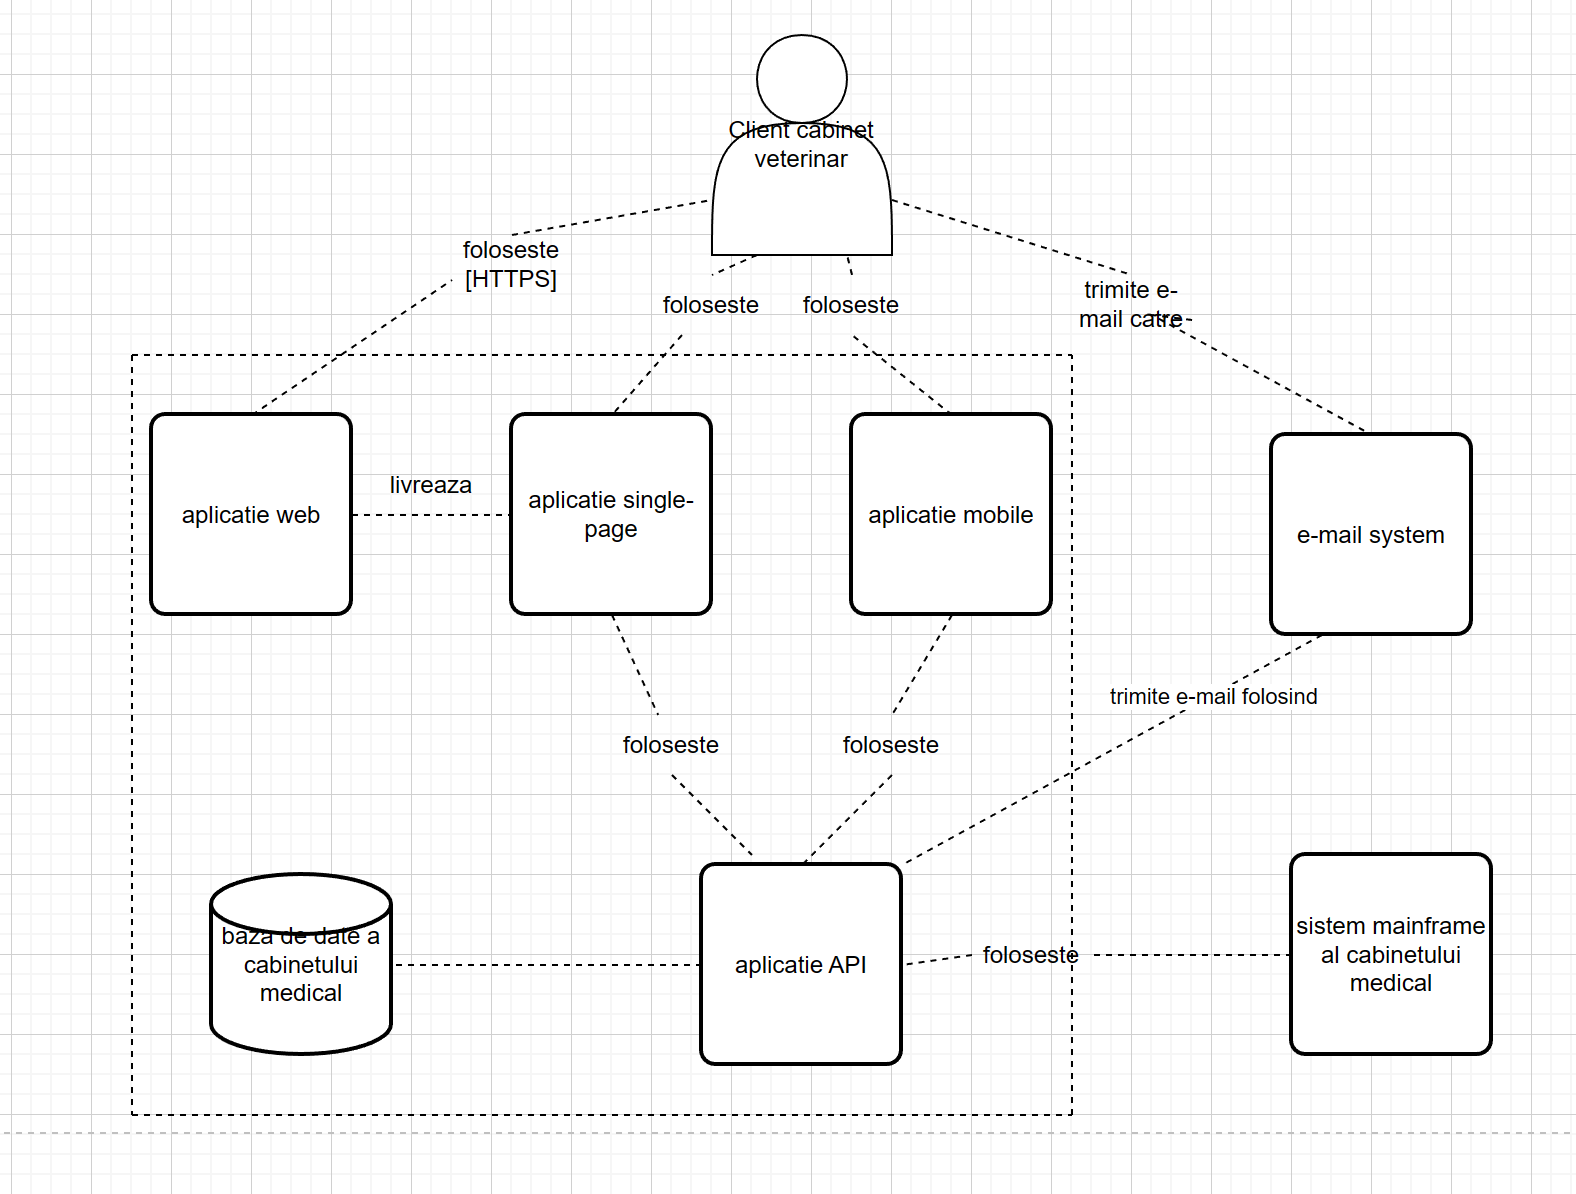 Client cabinet
veterinar
foloseste
[HTTPS]
foloseste
foloseste
trimite e-
mail catre
aplicatie web
livreaza
aplicatie single-
page
aplicatie mobile
e-mail system
trimite e-mail folosind
foloseste
foloseste
baza de date a
cabinetului
medical
aplicatie API
foloseste
sistem mainframe
al cabinetului
medical